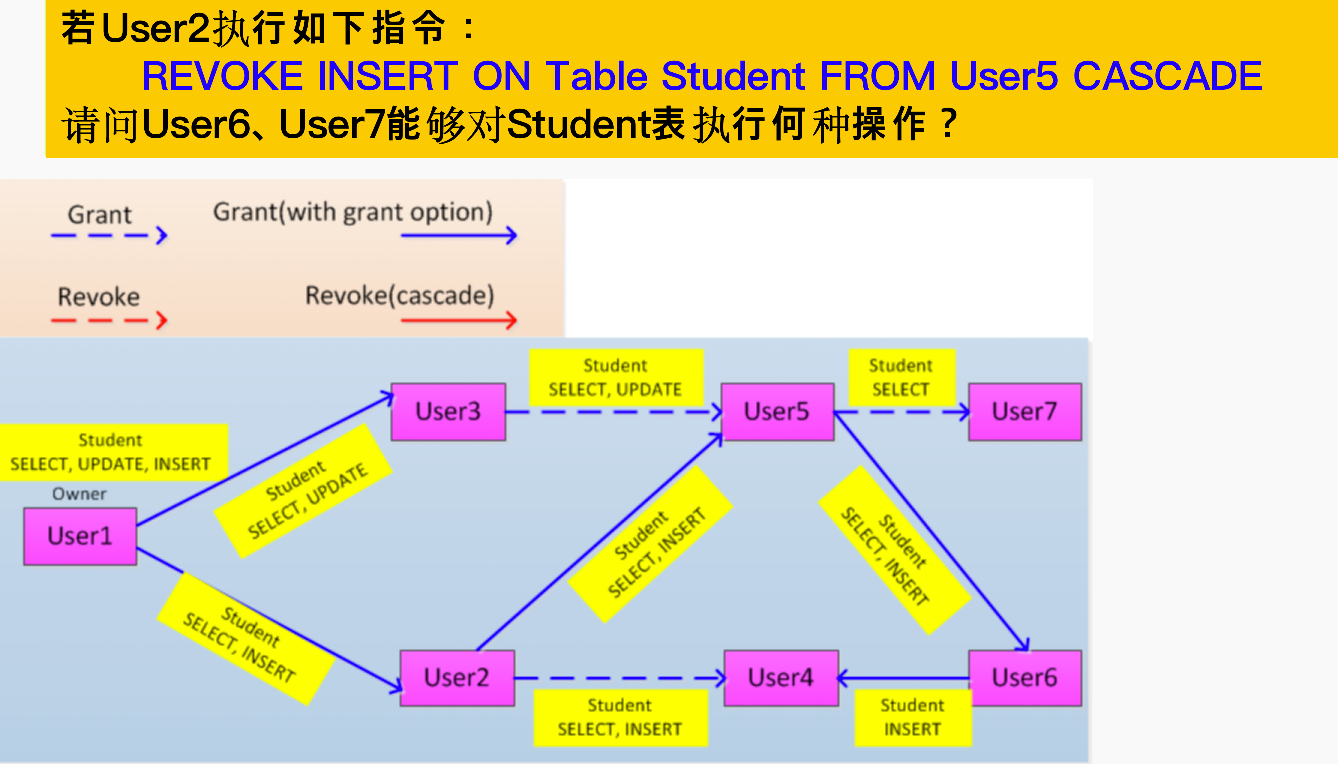 若User2执行如下指令：
REVOKE INSERT ON Table Student FROM User5 CASCADE
请问User6、User7能够对Student表执行何种操作？
Grant
Grant(with grant option)
Revoke
Revoke(cascade)
Student
SELECT, UPDATE
Student
SELECT
User3
User5
User7
Student
SELECT, UPDATE, INSERT
Owner
User1
Student
SELECT, UPDATE
Student
SELECT, INSERT
Student
SELECT, INSERT
Student
SELECT, INSERT
User2
User4
User6
Student
SELECT, INSERT
Student
INSERT